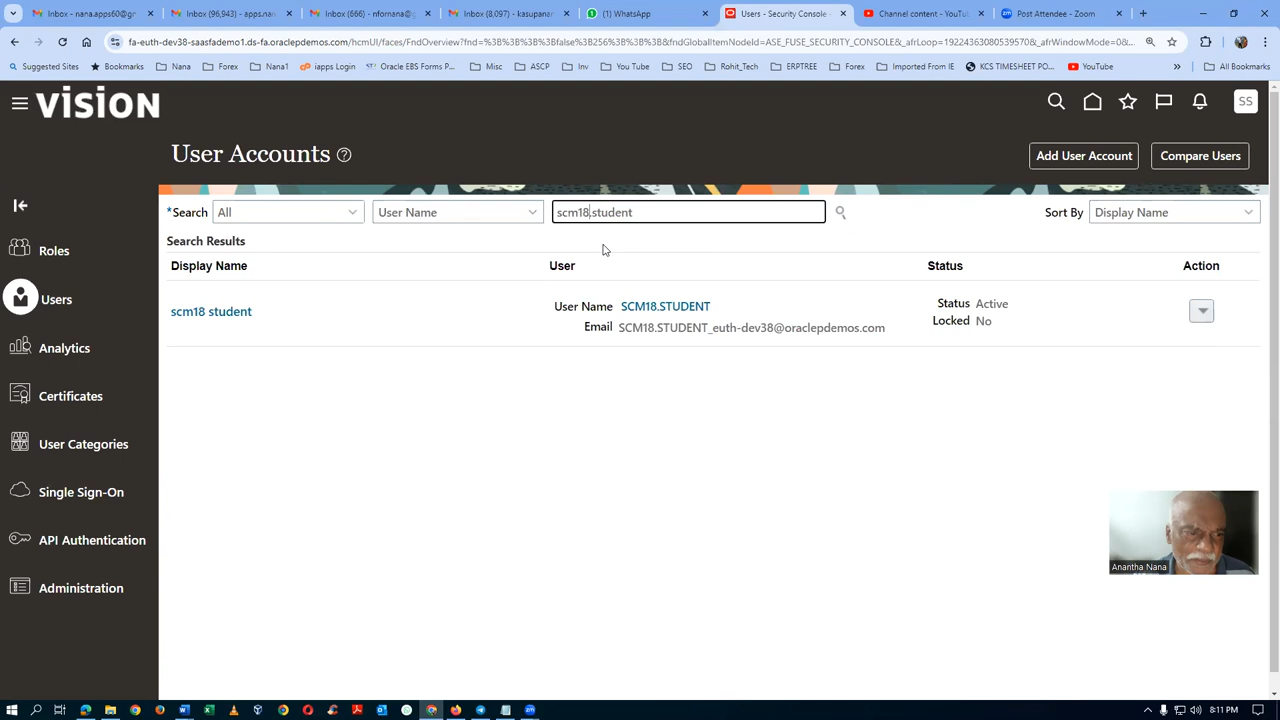 Inbox - nana.apps60@gr
Inbox (96,943) - apps.nar
Inbox (666) - nfornana@g
Inbox (8,097) - kasupanan
(1) WhatsApp
Users - Security Console -
Channel content - YouTu
Post Attendee - Zoom
fa-euth-dev38-saasfademo1.ds-fa.oraclepdemos.com/hcmUI/faces/FndOverview?fnd=%3B%3B%3B%3Bfalse%3B256%3B%3B%3B&fndGlobalItemNodeId=ASE_FUSE_SECURITY_CONSOLE&_afrLoop=19224363080539570&_afrWindowMode=0&...
Suggested Sites
Bookmarks
Nana
Forex
Nana1
iapps Login
Oracle EBS Forms P...
Misc
ASCP
Inv
You Tube
SEO
Rohit_Tech
ERPTREE
Forex
Imported From IE
KCS TIMESHEET PO...
YouTube
All Bookmarks
VISION
SS
User Accounts
Add User Account
Compare Users
*Search
All
User Name
scm18.student
Sort By
Display Name
Search Results
Display Name
User
Status
Action
scm18 student
User Name SCM18.STUDENT
Email SCM18.STUDENT_euth-dev38@oraclepdemos.com
Status Active
Locked No
Roles
Users
Analytics
Certificates
User Categories
Single Sign-On
API Authentication
Administration
Anantha Nana
8:11 PM